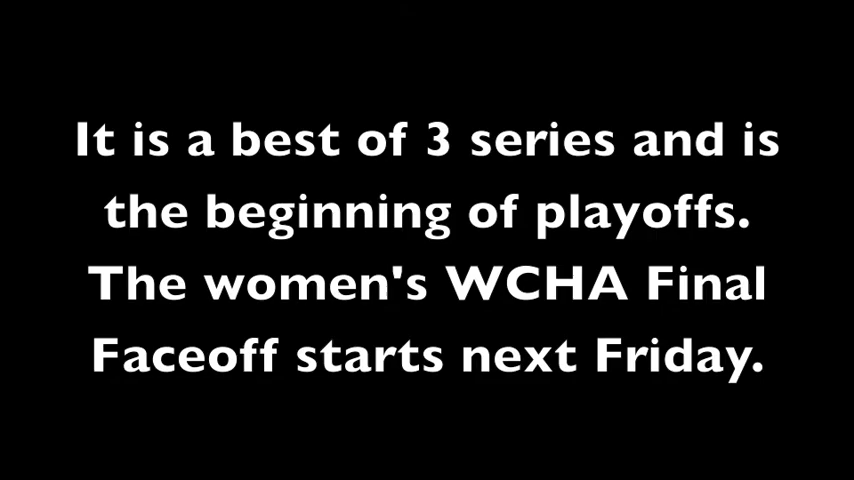 It is a best of 3 series and is
the beginning of playoffs.
The women's WCHA Final
Faceoff starts next Friday.